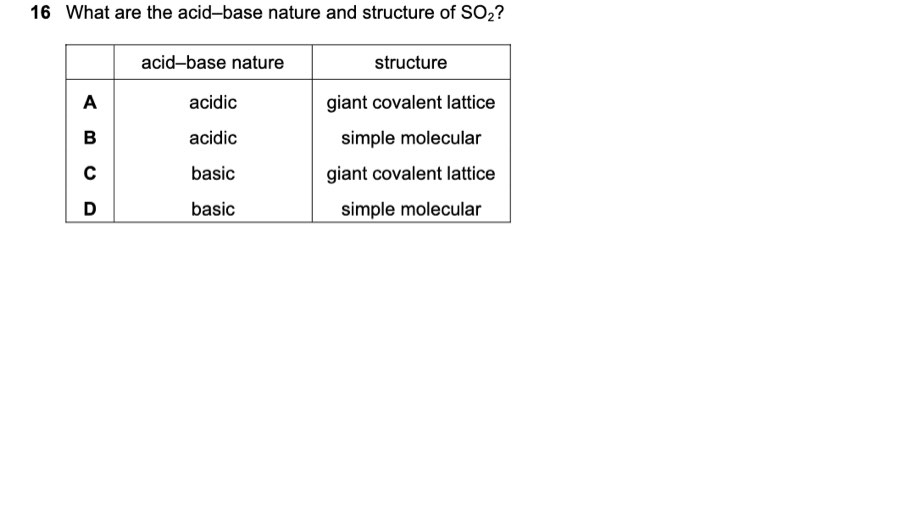 16 What are the acid–base nature and structure of SO₂?
acid–base nature structure
A acidic giant covalent lattice
B acidic simple molecular
C basic giant covalent lattice
D basic simple molecular